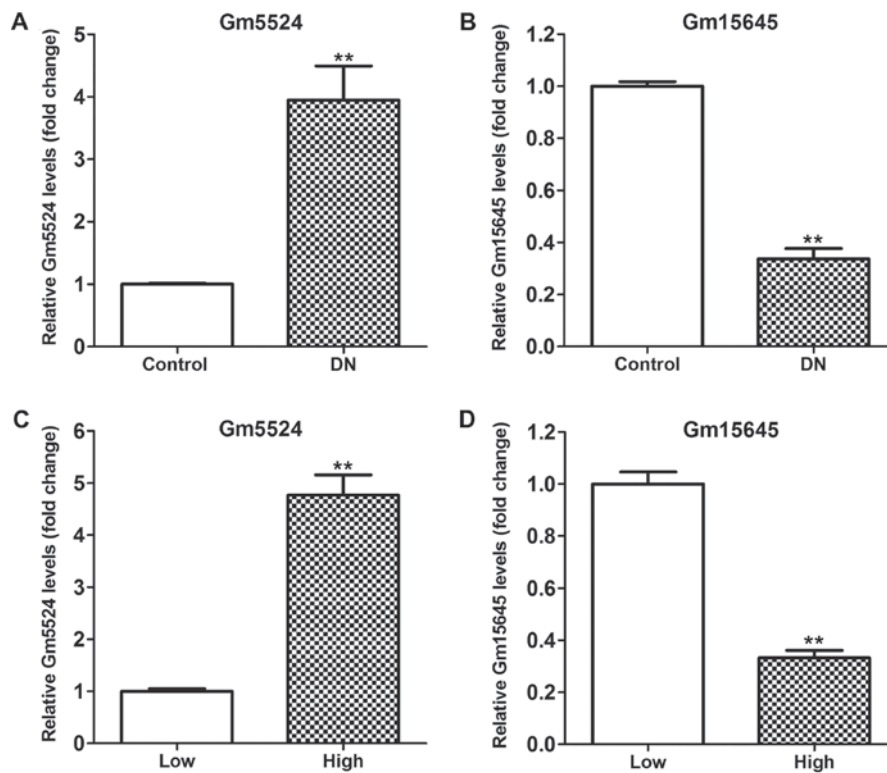 A
Gm5524
Relative Gm5524 levels (fold change)
5
4
3
2
1
0
**
Control
DN
B
Gm15645
Relative Gm15645 levels (fold change)
1.2
1.0
0.8
0.6
0.4
0.2
0.0
**
Control
DN
C
Gm5524
Relative Gm5524 levels (fold change)
6
5
4
3
2
1
0
**
Low
High
D
Gm15645
Relative Gm15645 levels (fold change)
1.2
1.0
0.8
0.6
0.4
0.2
0.0
**
Low
High